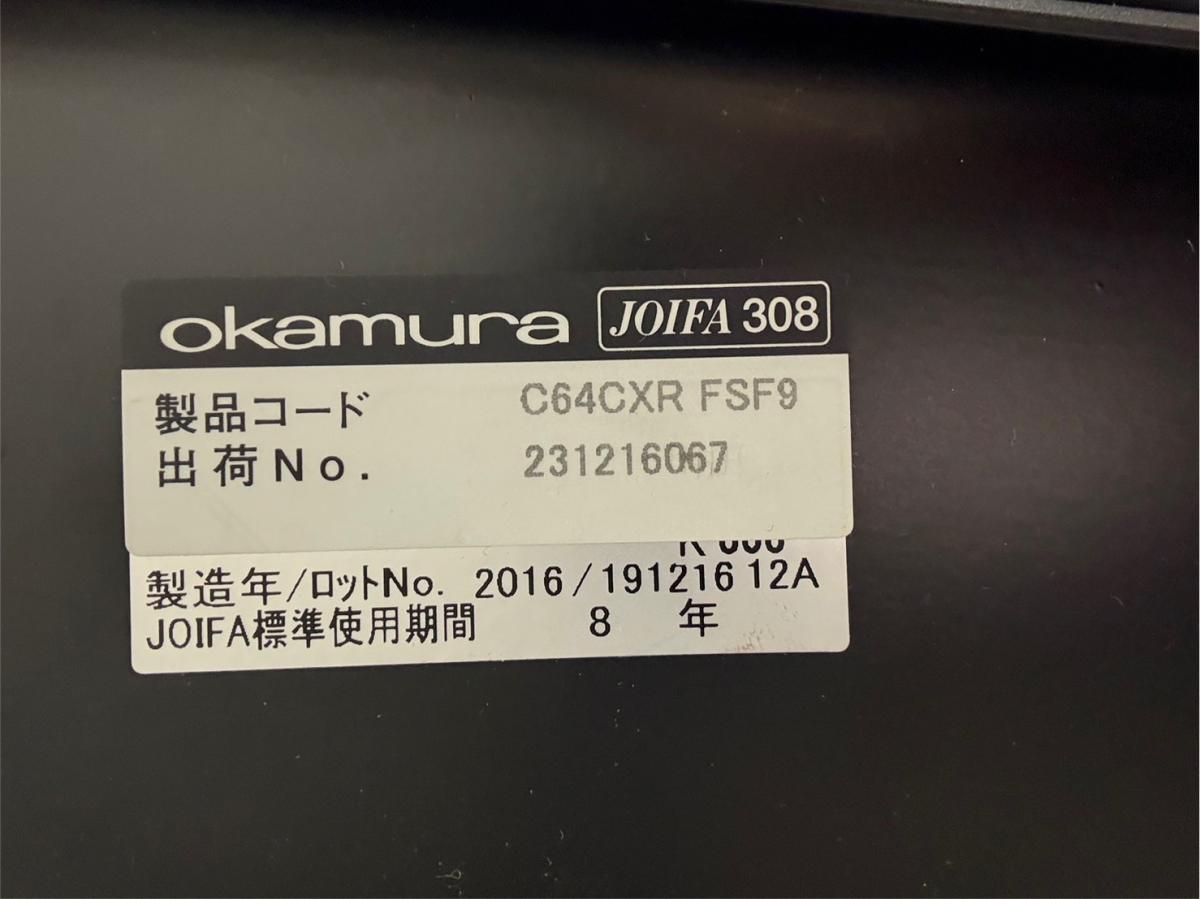 okamura JOIFA 308
製品コード C64CXR FSF9
出荷No. 231216067
製造年/ロットNo. 2016/191216 12A
JOIFA標準使用期間 8 年